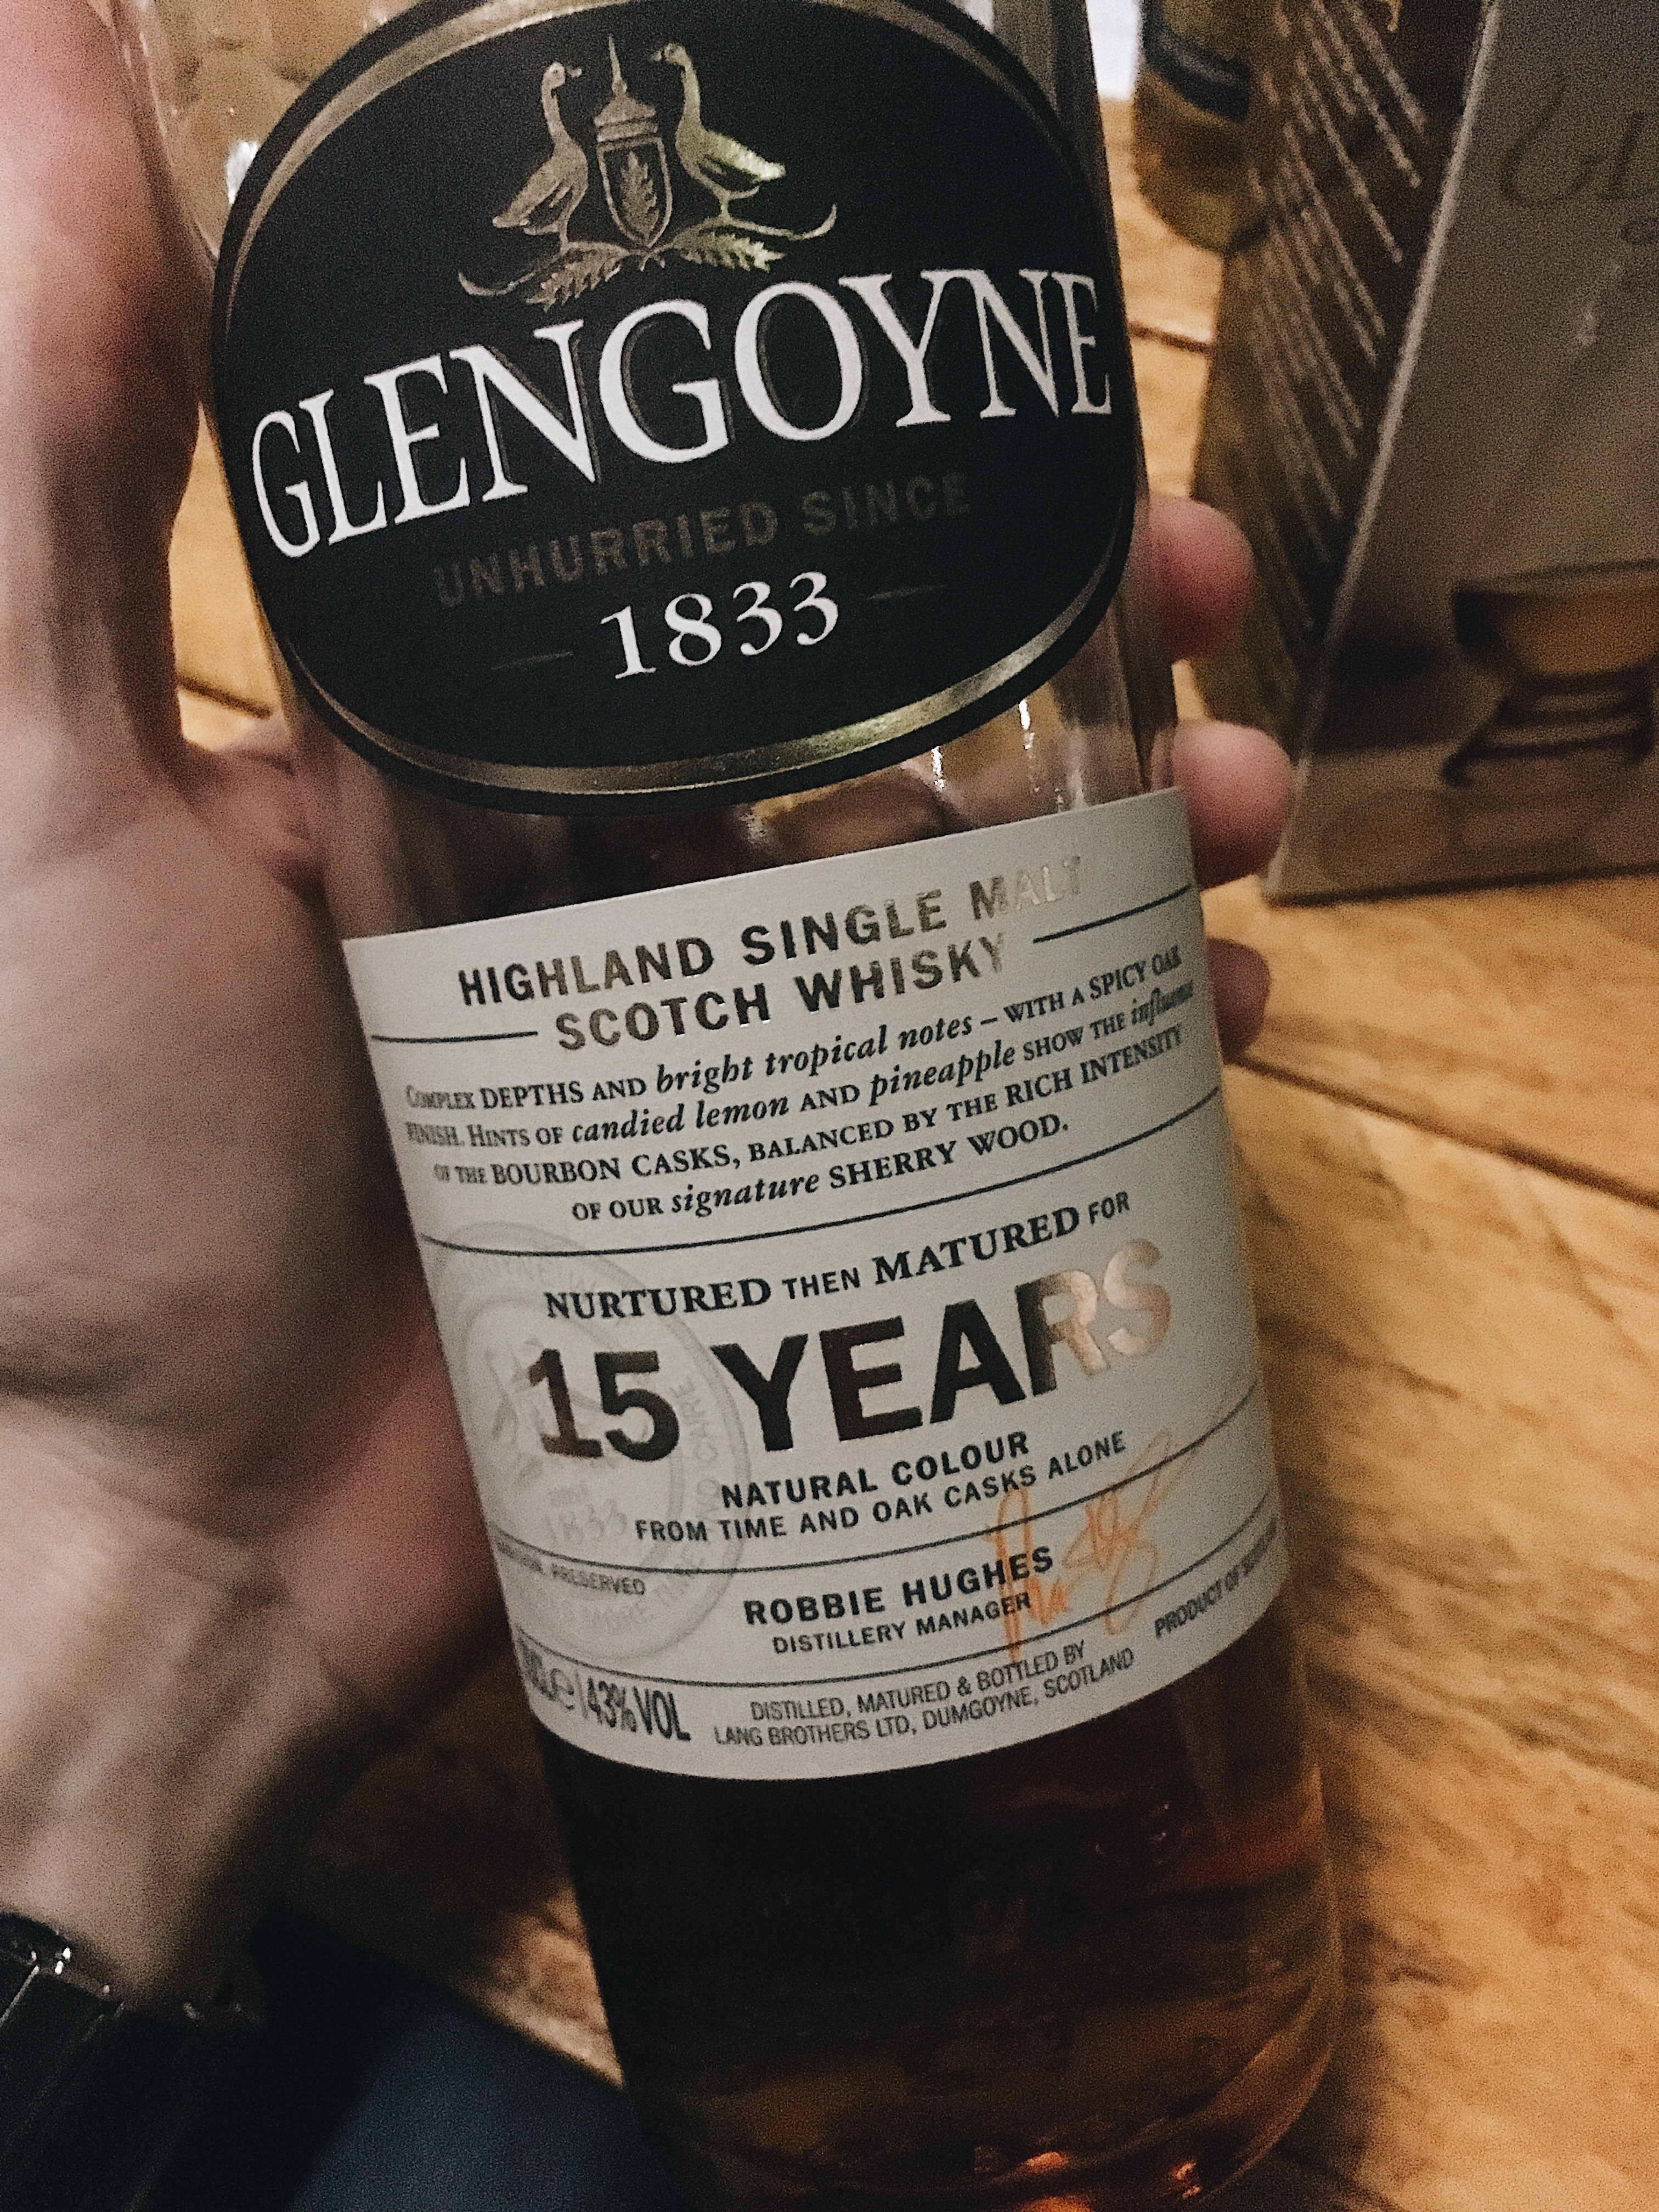 GLENGOYNE
UNHURRIED SINCE
1833
HIGHLAND SINGLE MALT
SCOTCH WHISKY
COMPLEX DEPTHS AND bright tropical notes – WITH A SPICY OAK
FINISH. HINTS OF candied lemon AND pineapple SHOW THE influence
OF THE BOURBON CASKS, BALANCED BY THE RICH INTENSITY
OF OUR signature SHERRY WOOD.
NURTURED THEN MATURED FOR
15 YEARS
NATURAL COLOUR
FROM TIME AND OAK CASKS ALONE
PRESERVED
ROBBIE HUGHES
DISTILLERY MANAGER
e 43% VOL
DISTILLED, MATURED & BOTTLED BY
LANG BROTHERS LTD, DUMGOYNE, SCOTLAND
PRODUCT OF
1833
CARE